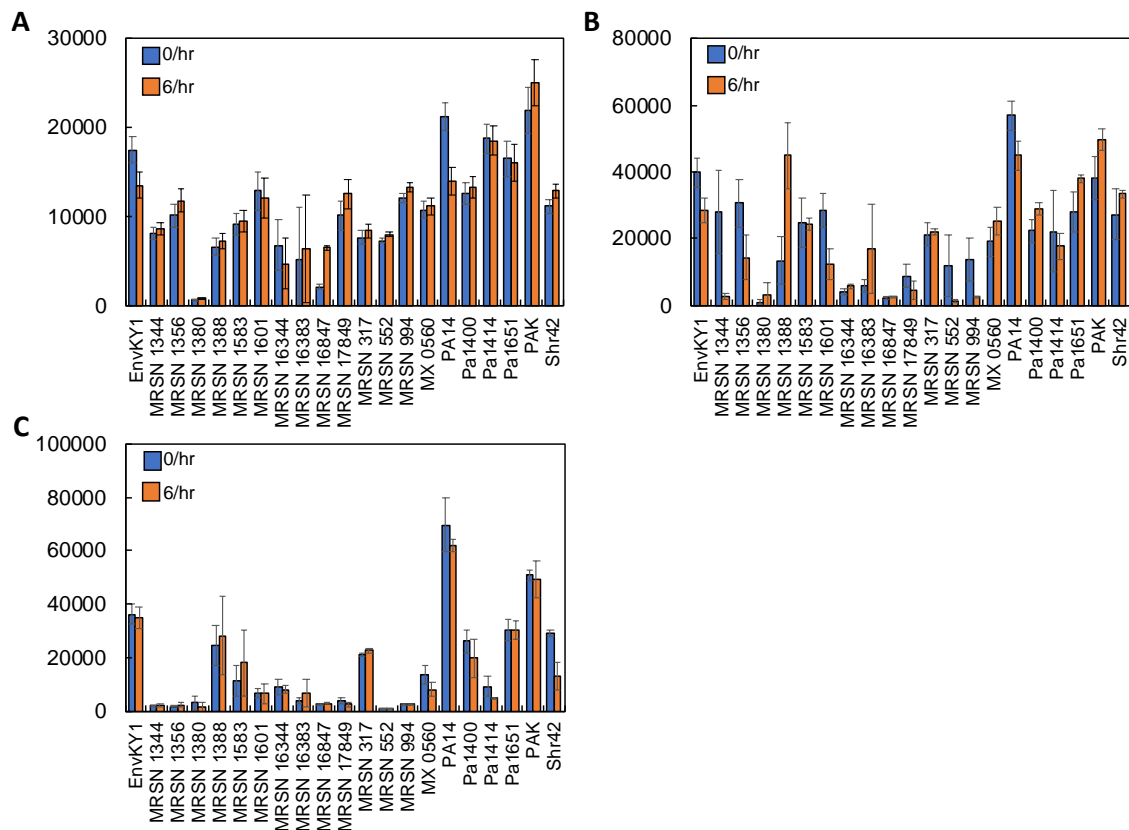 A
30000
20000
10000
0
0/hr
6/hr
EnvKY1
MRSN 1344
MRSN 1356
MRSN 1380
MRSN 1388
MRSN 1583
MRSN 1601
MRSN 16344
MRSN 16383
MRSN 16847
MRSN 17849
MRSN 317
MRSN 552
MRSN 994
MX 0560
PA14
Pa1400
Pa1414
Pa1651
PAK
Shr42
B
80000
60000
40000
20000
0
0/hr
6/hr
EnvKY1
MRSN 1344
MRSN 1356
MRSN 1380
MRSN 1388
MRSN 1583
MRSN 1601
MRSN 16344
MRSN 16383
MRSN 16847
MRSN 17849
MRSN 317
MRSN 552
MRSN 994
MX 0560
PA14
Pa1400
Pa1414
Pa1651
PAK
Shr42
C
100000
80000
60000
40000
20000
0
0/hr
6/hr
EnvKY1
MRSN 1344
MRSN 1356
MRSN 1380
MRSN 1388
MRSN 1583
MRSN 1601
MRSN 16344
MRSN 16383
MRSN 16847
MRSN 17849
MRSN 317
MRSN 552
MRSN 994
MX 0560
PA14
Pa1400
Pa1414
Pa1651
PAK
Shr42